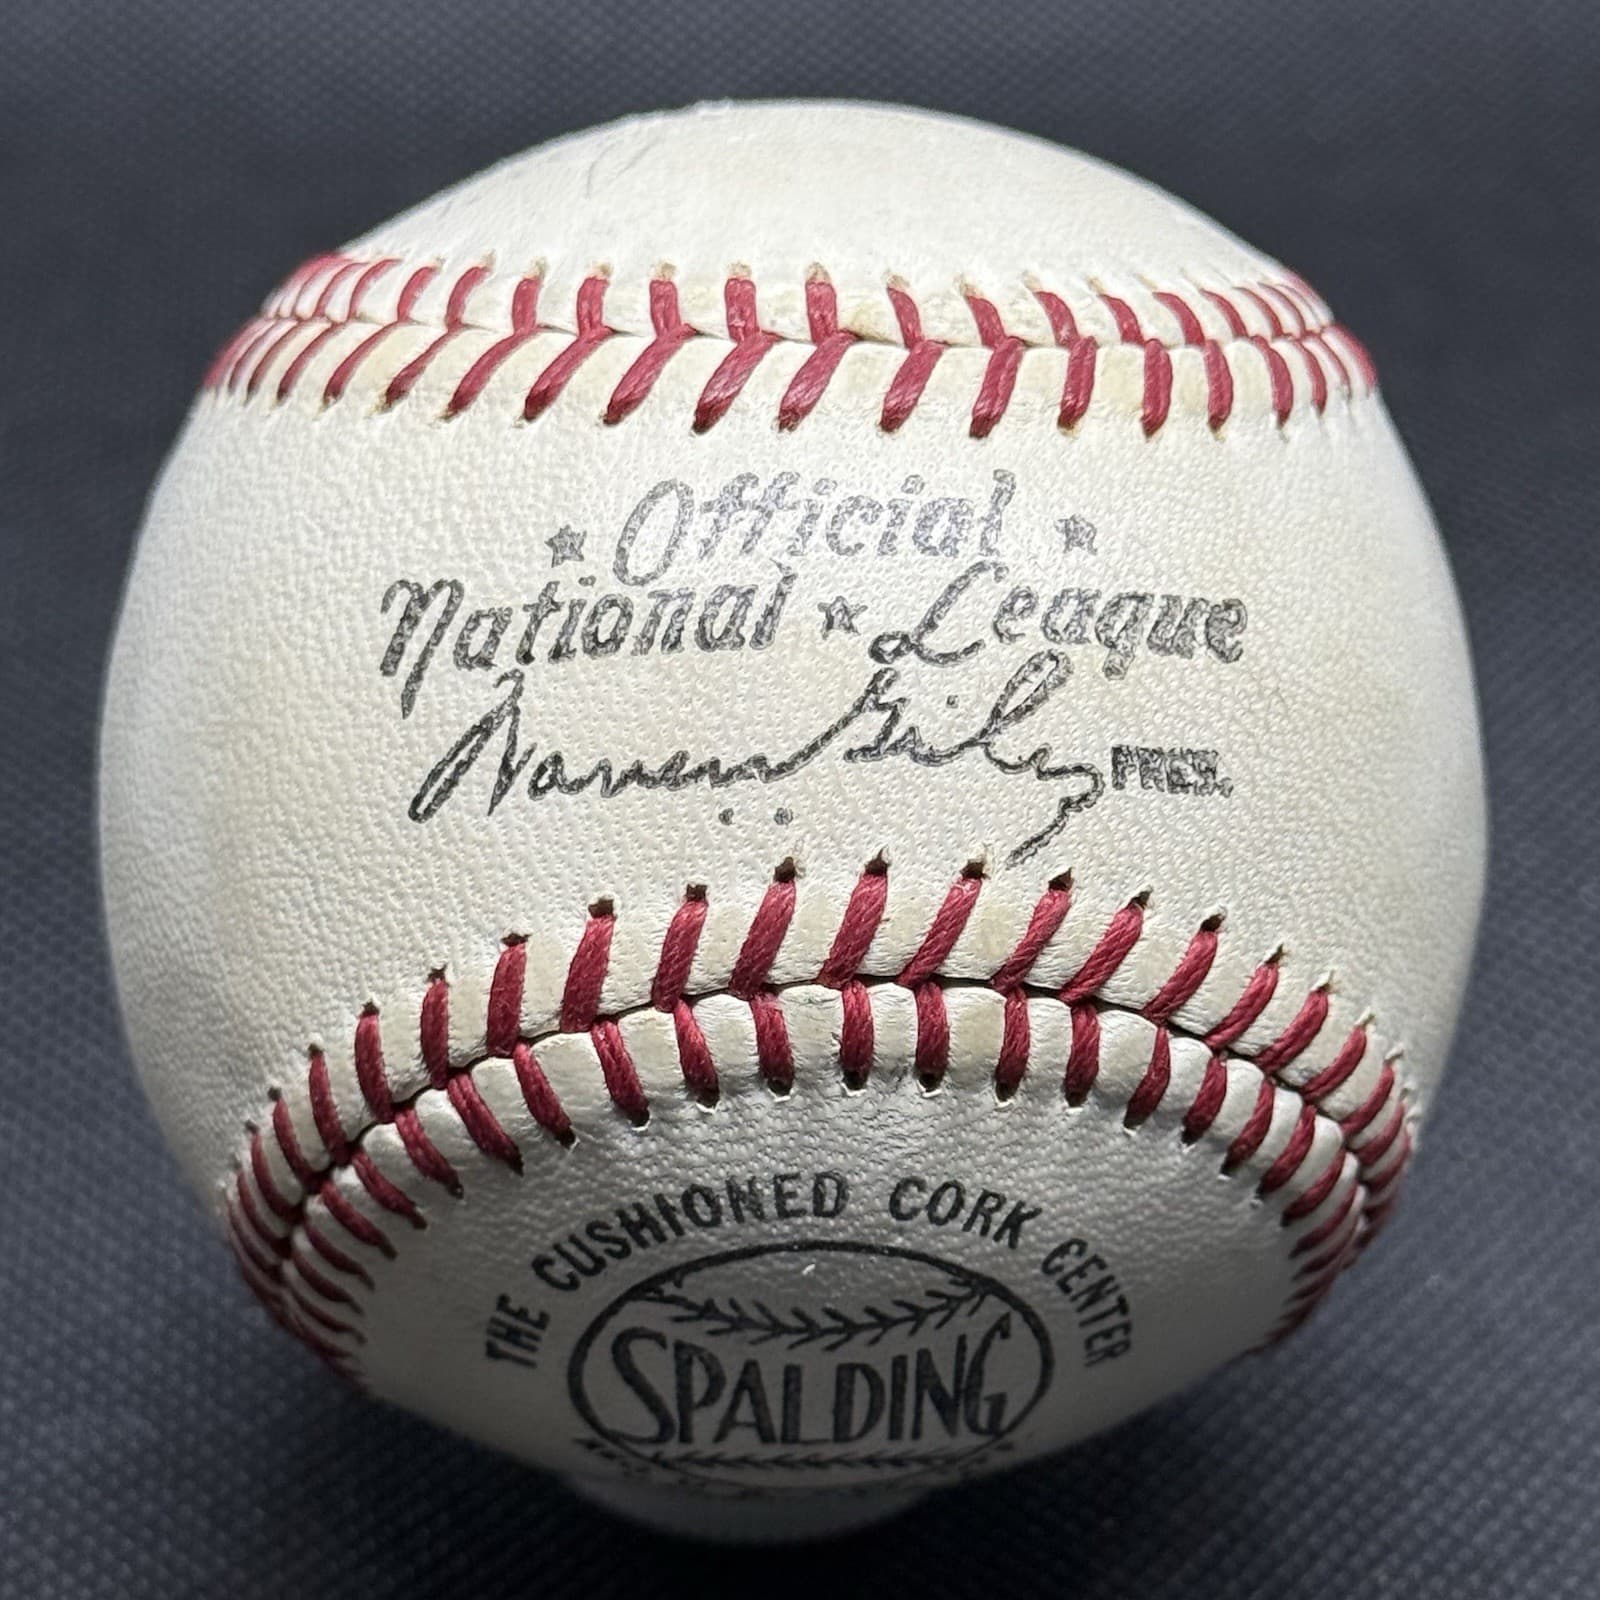 ★ Official ★
National ★ League
Warren Giles PRES.
THE CUSHIONED CORK CENTER
SPALDING